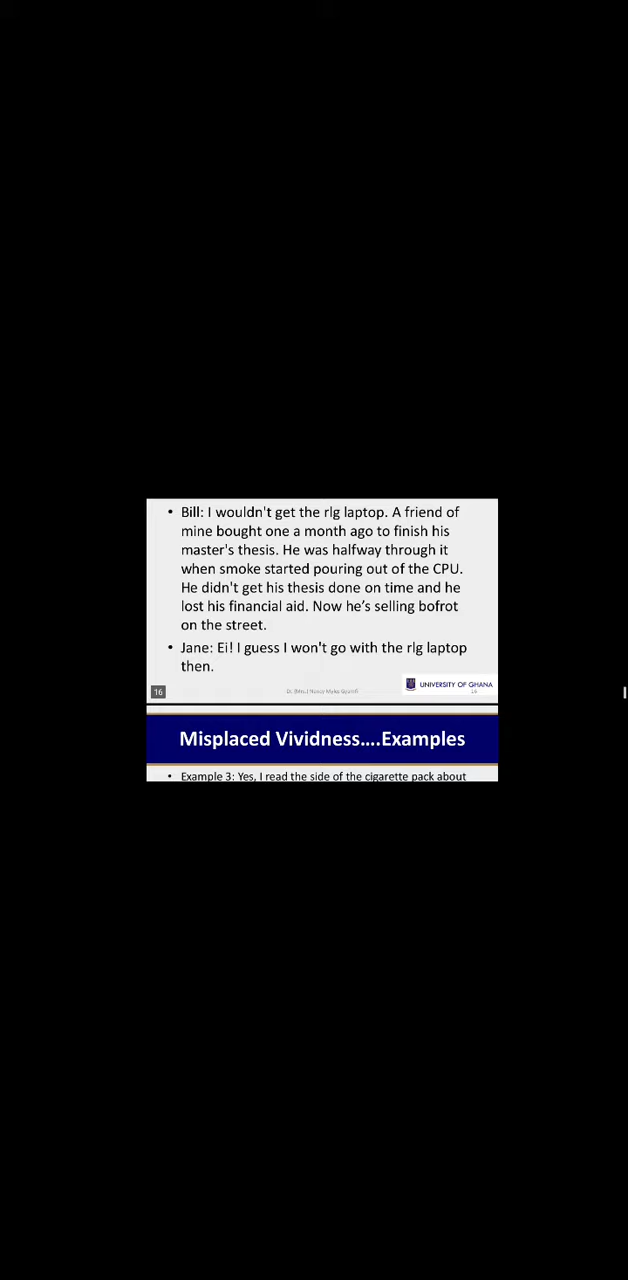 • Bill: I wouldn't get the rlg laptop. A friend of
mine bought one a month ago to finish his
master's thesis. He was halfway through it
when smoke started pouring out of the CPU.
He didn't get his thesis done on time and he
lost his financial aid. Now he's selling bofrot
on the street.
• Jane: Ei! I guess I won't go with the rlg laptop
then.
UNIVERSITY OF GHANA
16
Misplaced Vividness....Examples
• Example 3: Yes, I read the side of the cigarette pack about